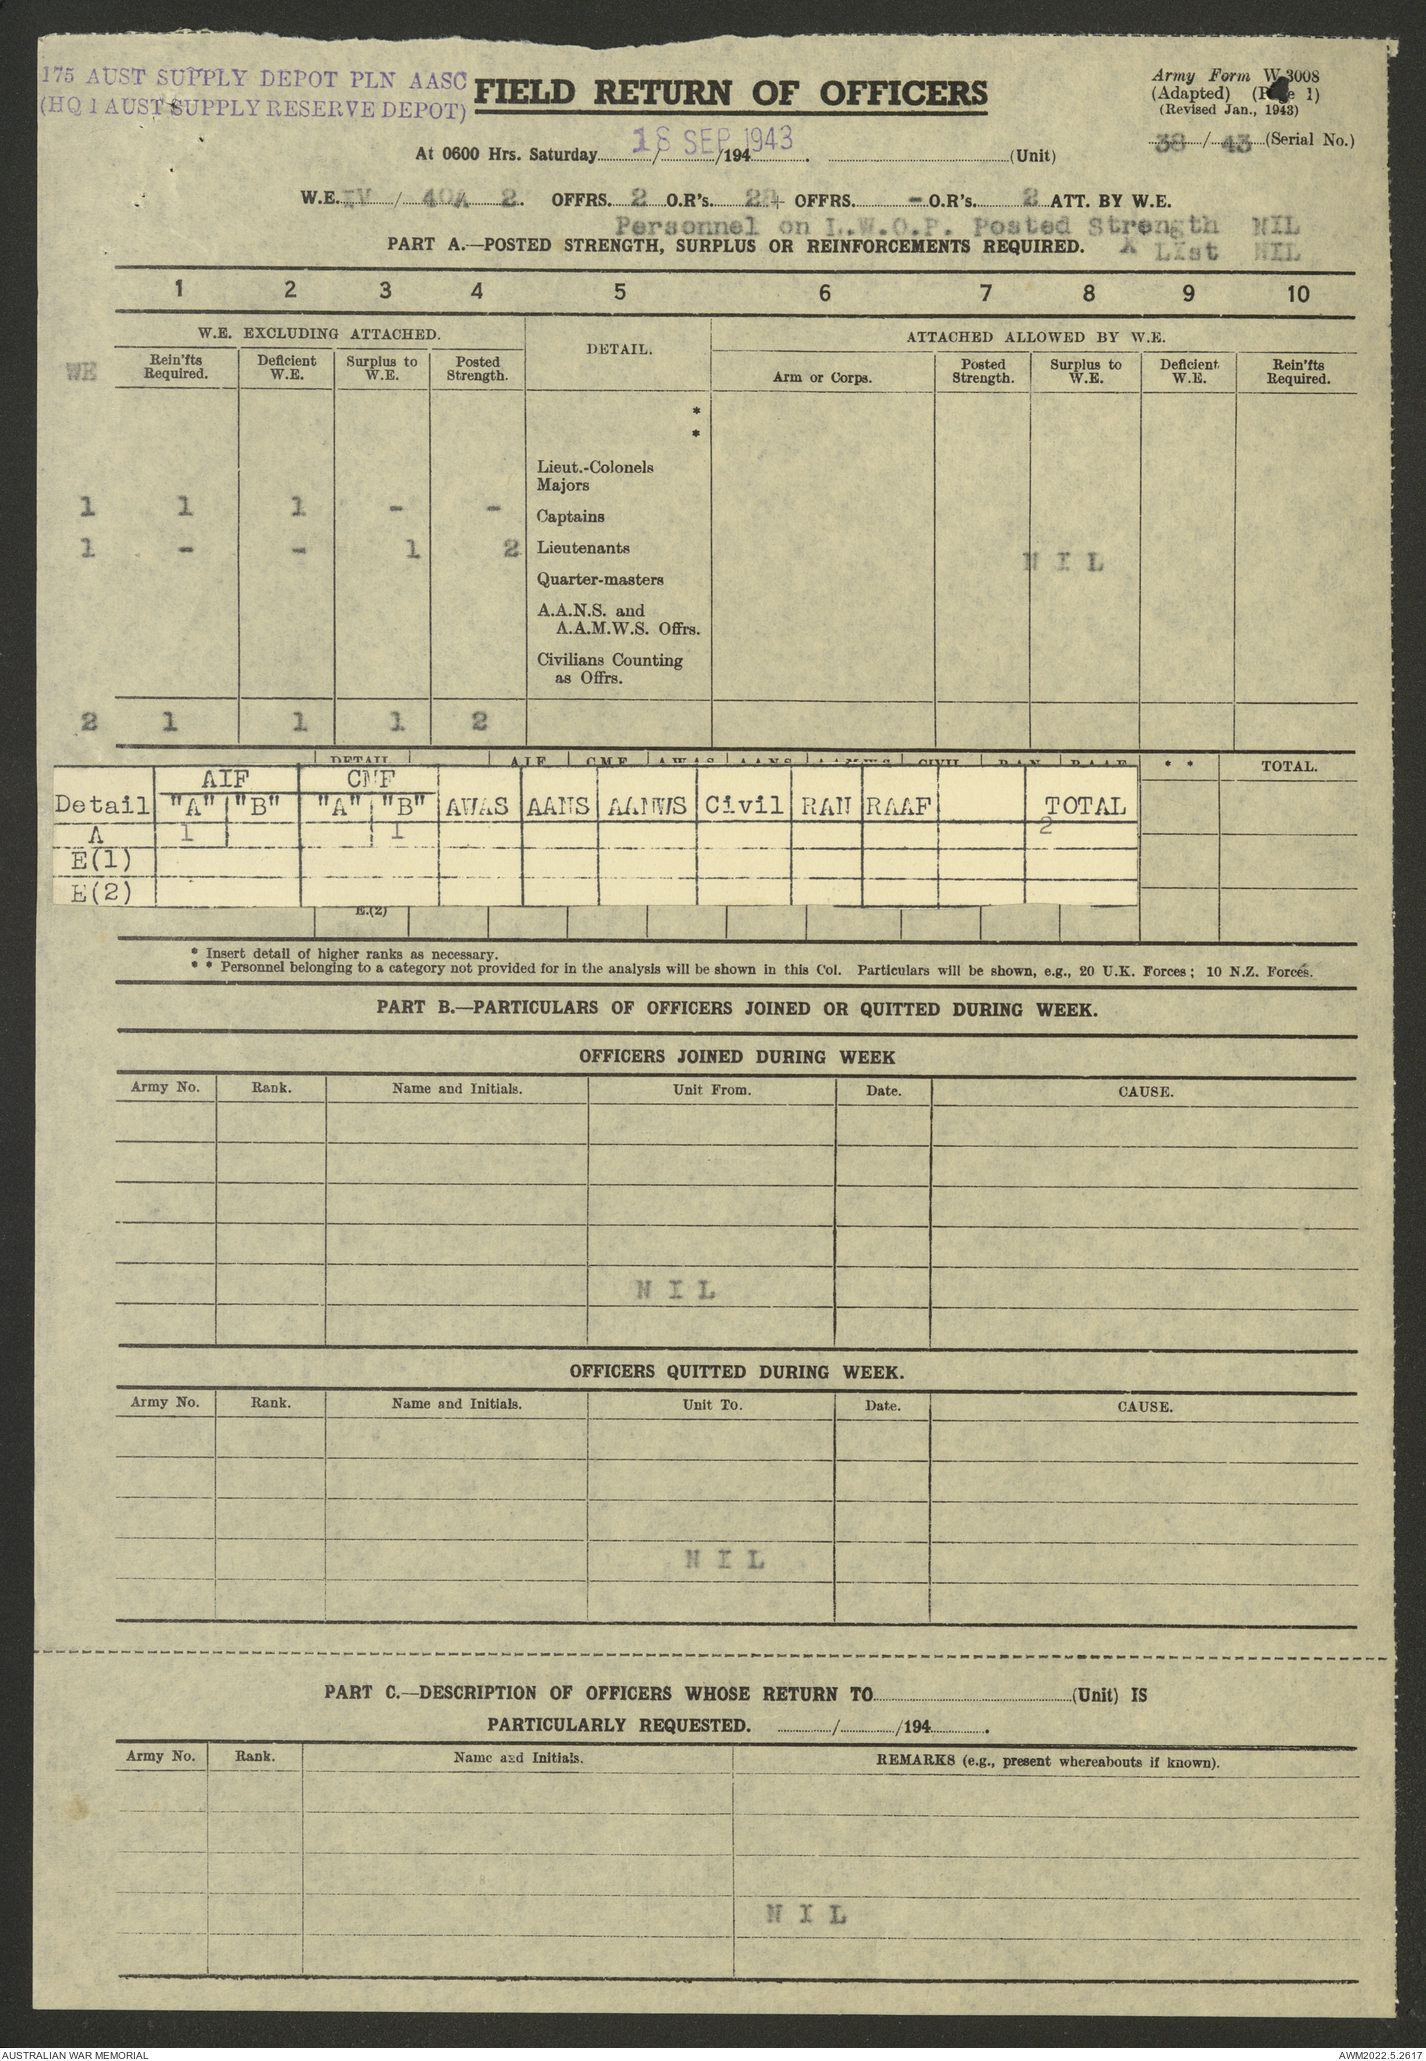 175 AUST SUPPLY DEPOT PLN AASC
(HQ 1 AUST SUPPLY RESERVE DEPOT)
FIELD RETURN OF OFFICERS
Army Form W 3008
(Adapted) (Page 1)
(Revised Jan., 1943)
38 / 43 (Serial No.)
At 0600 Hrs. Saturday 18 SEP 1943 / /194 . (Unit)
W.E. IV / 40A / 2. OFFRS. 2 O.R's. OFFRS. - O.R's. 2 ATT. BY W.E.
Personnel on L.W.O.P. Posted Strength NIL
PART A.—POSTED STRENGTH, SURPLUS OR REINFORCEMENTS REQUIRED.
X LIst NIL
1 2 3 4 5 6 7 8 9 10
W.E. EXCLUDING ATTACHED. DETAIL. ATTACHED ALLOWED BY W.E.
WE Rein'fts Required. Deficient W.E. Surplus to W.E. Posted Strength. Arm or Corps. Posted Strength. Surplus to W.E. Deficient W.E. Rein'fts Required.
*
*
Lieut.-Colonels
Majors
1 1 1 - - Captains
1 - - 1 2 Lieutenants
N I L
Quarter-masters
A.A.N.S. and
A.A.M.W.S. Offrs.
Civilians Counting
as Offrs.
2 1 1 1 2
DETAIL A I F C M F A W A S A A N S CIVIL R A N R A A F * * TOTAL.
AIF CMF
Detail "A" "B" "A" "B" AWAS AANS AAMWS Civil RAN RAAF TOTAL
A 1 1 2
E(1)
E(2)
E.(2)
* Insert detail of higher ranks as necessary.
* * Personnel belonging to a category not provided for in the analysis will be shown in this Col. Particulars will be shown, e.g., 20 U.K. Forces; 10 N.Z. Forces.
PART B.—PARTICULARS OF OFFICERS JOINED OR QUITTED DURING WEEK.
OFFICERS JOINED DURING WEEK
Army No. Rank. Name and Initials. Unit From. Date. CAUSE.
N I L
OFFICERS QUITTED DURING WEEK.
Army No. Rank. Name and Initials. Unit To. Date. CAUSE.
N I L
PART C.—DESCRIPTION OF OFFICERS WHOSE RETURN TO (Unit) IS
PARTICULARLY REQUESTED. / /194 .
Army No. Rank. Name and Initials. REMARKS (e.g., present whereabouts if known).
N I L
AUSTRALIAN WAR MEMORIAL
AWM2022.5.2617